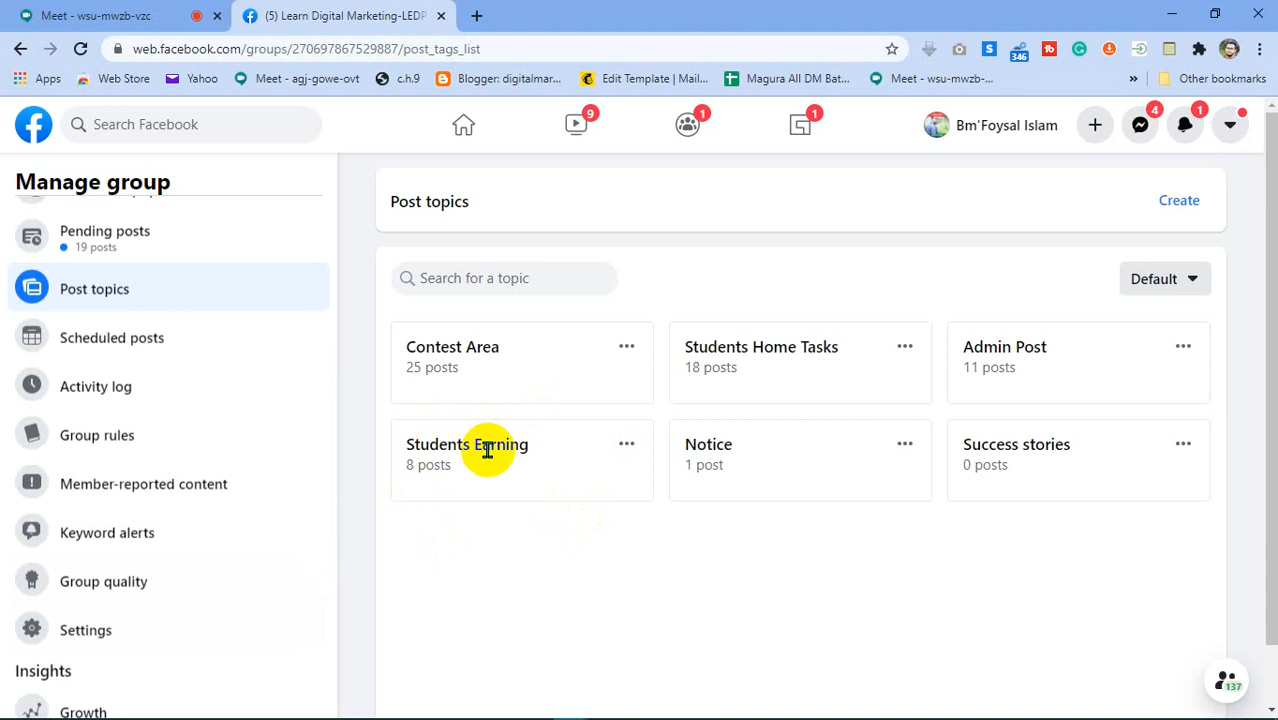 Meet - wsu-mwzb-vzc
(5) Learn Digital Marketing-LEDP
web.facebook.com/groups/270697867529887/post_tags_list
346
Apps
Web Store
Yahoo
Meet - agj-gowe-ovt
c.h.9
Blogger: digitalmar...
Edit Template | Mail...
Magura All DM Bat...
Meet - wsu-mwzb-...
»
Other bookmarks
Search Facebook
9
1
1
Bm'Foysal Islam
4
1
Manage group
Pending posts
19 posts
Post topics
Scheduled posts
Activity log
Group rules
Member-reported content
Keyword alerts
Group quality
Settings
Insights
Growth
Post topics
Create
Search for a topic
Default
Contest Area
25 posts
Students Home Tasks
18 posts
Admin Post
11 posts
Students Erning
8 posts
Notice
1 post
Success stories
0 posts
137